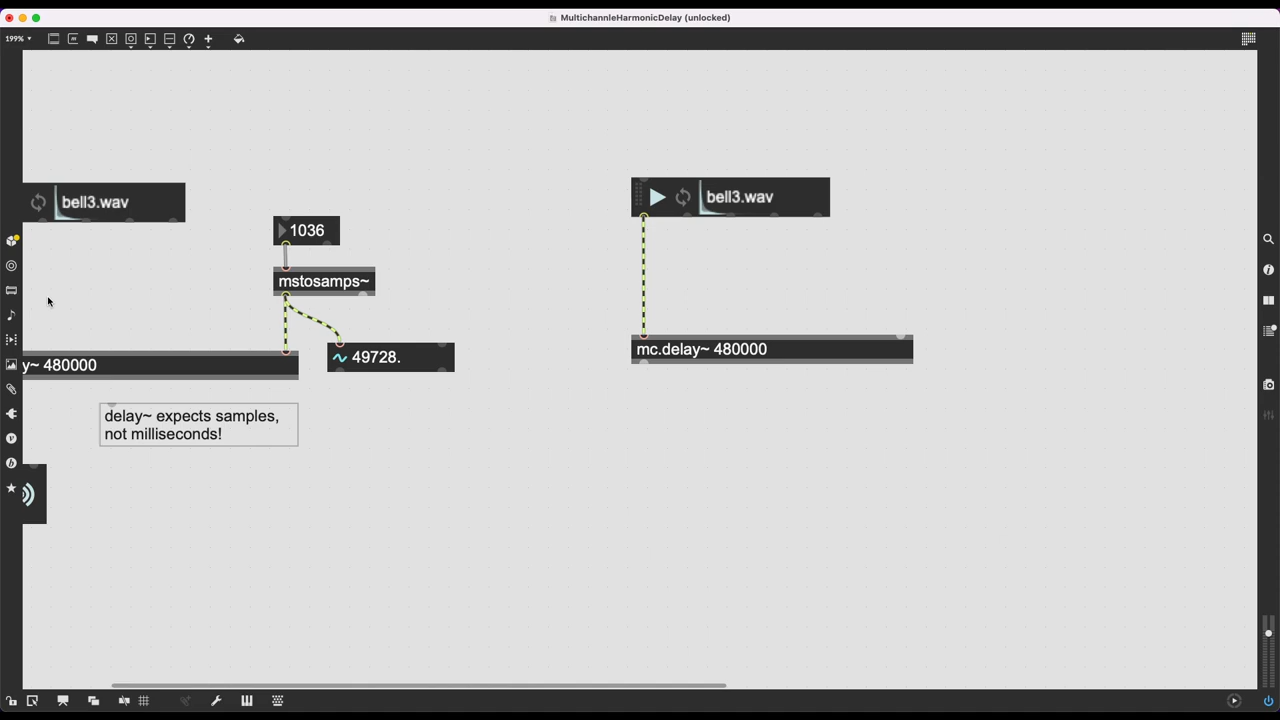 MultichannleHarmonicDelay (unlocked)
199%
bell3.wav
bell3.wav
1036
mstosamps~
49728.
y~ 480000
mc.delay~ 480000
delay~ expects samples,
not milliseconds!